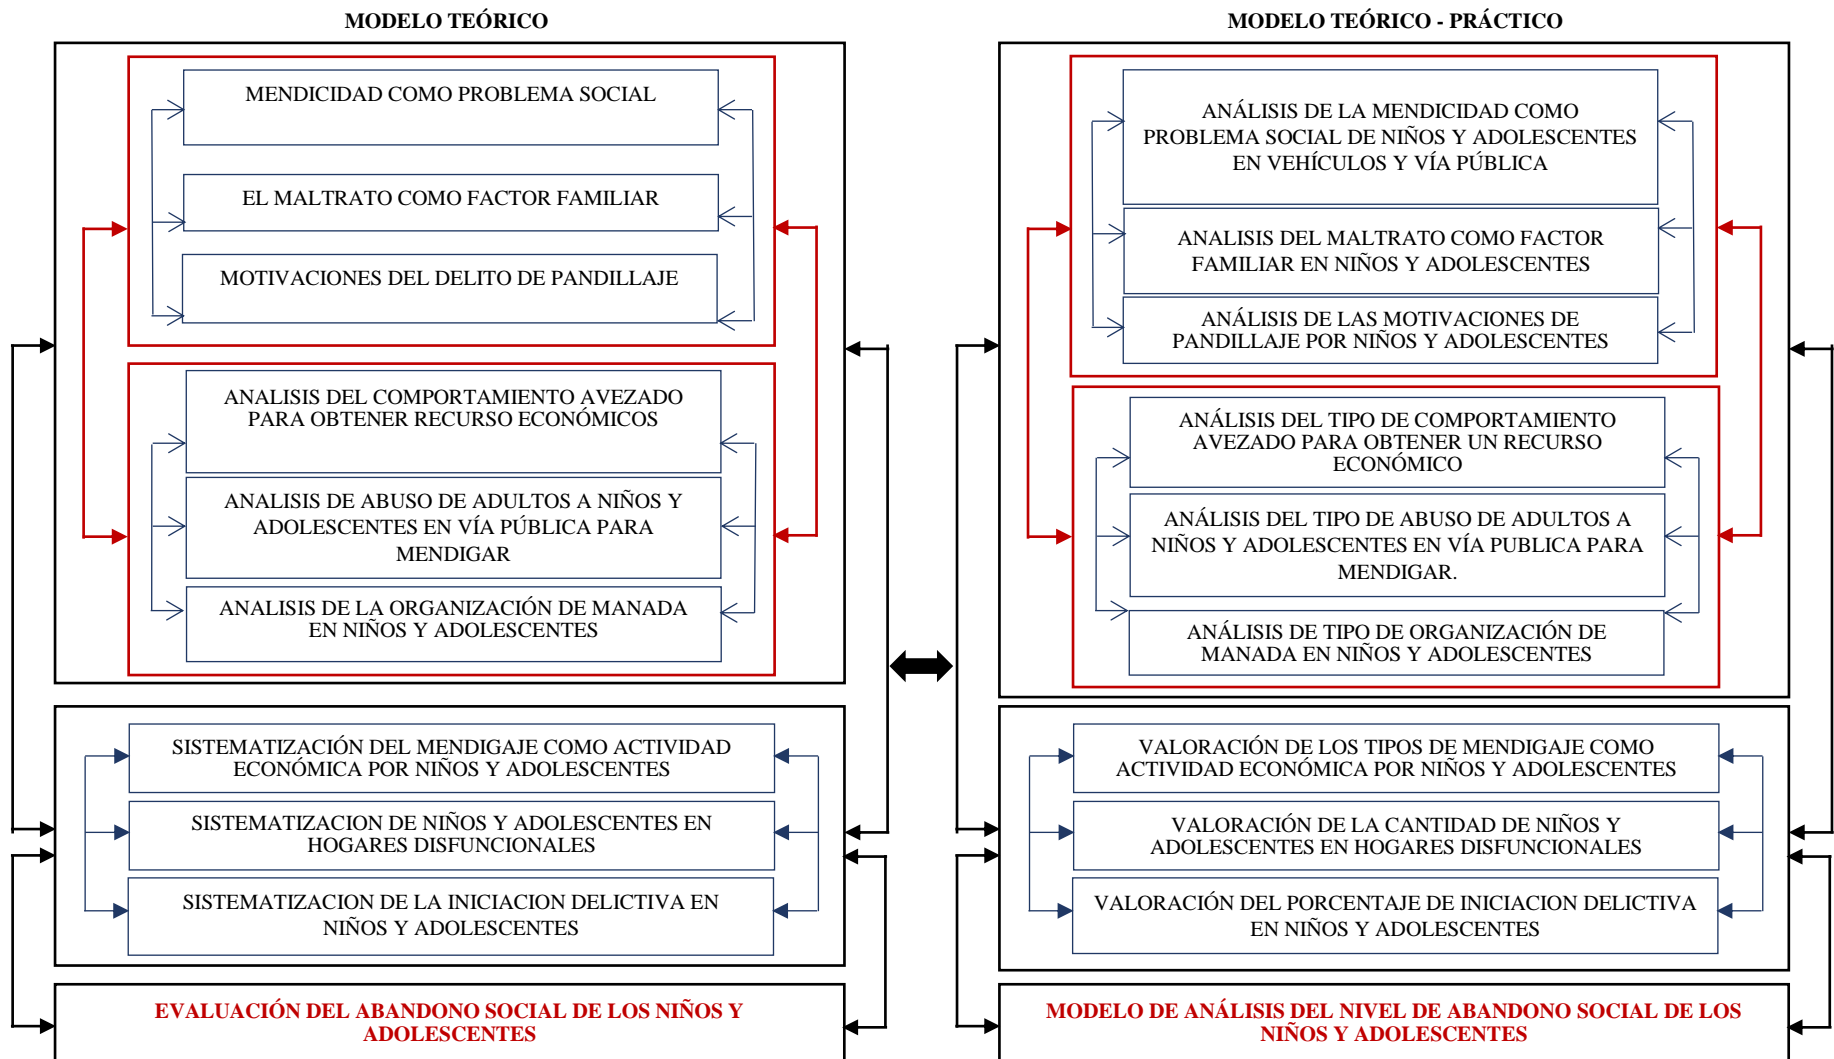 MODELO TEÓRICO
MENDICIDAD COMO PROBLEMA SOCIAL
EL MALTRATO COMO FACTOR FAMILIAR
MOTIVACIONES DEL DELITO DE PANDILLAJE
ANALISIS DEL COMPORTAMIENTO AVEZADO
PARA OBTENER RECURSO ECONÓMICOS
ANALISIS DE ABUSO DE ADULTOS A NIÑOS Y
ADOLESCENTES EN VÍA PÚBLICA PARA
MENDIGAR
ANALISIS DE LA ORGANIZACIÓN DE MANADA
EN NIÑOS Y ADOLESCENTES
SISTEMATIZACIÓN DEL MENDIGAJE COMO ACTIVIDAD
ECONÓMICA POR NIÑOS Y ADOLESCENTES
SISTEMATIZACION DE NIÑOS Y ADOLESCENTES EN
HOGARES DISFUNCIONALES
SISTEMATIZACION DE LA INICIACION DELICTIVA EN
NIÑOS Y ADOLESCENTES
EVALUACIÓN DEL ABANDONO SOCIAL DE LOS NIÑOS Y
ADOLESCENTES
MODELO TEÓRICO - PRÁCTICO
ANÁLISIS DE LA MENDICIDAD COMO
PROBLEMA SOCIAL DE NIÑOS Y ADOLESCENTES
EN VEHÍCULOS Y VÍA PÚBLICA
ANALISIS DEL MALTRATO COMO FACTOR
FAMILIAR EN NIÑOS Y ADOLESCENTES
ANÁLISIS DE LAS MOTIVACIONES DE
PANDILLAJE POR NIÑOS Y ADOLESCENTES
ANÁLISIS DEL TIPO DE COMPORTAMIENTO
AVEZADO PARA OBTENER UN RECURSO
ECONÓMICO
ANÁLISIS DEL TIPO DE ABUSO DE ADULTOS A
NIÑOS Y ADOLESCENTES EN VÍA PUBLICA PARA
MENDIGAR.
ANÁLISIS DE TIPO DE ORGANIZACIÓN DE
MANADA EN NIÑOS Y ADOLESCENTES
VALORACIÓN DE LOS TIPOS DE MENDIGAJE COMO
ACTIVIDAD ECONÓMICA POR NIÑOS Y ADOLESCENTES
VALORACIÓN DE LA CANTIDAD DE NIÑOS Y
ADOLESCENTES EN HOGARES DISFUNCIONALES
VALORACIÓN DEL PORCENTAJE DE INICIACION DELICTIVA
EN NIÑOS Y ADOLESCENTES
MODELO DE ANÁLISIS DEL NIVEL DE ABANDONO SOCIAL DE LOS
NIÑOS Y ADOLESCENTES